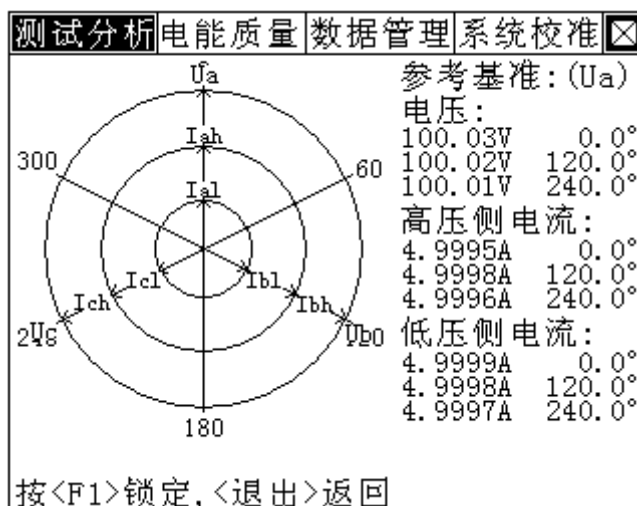 测试分析 电能质量 数据管理 系统校准
参考基准:(Ua)
电压:
100.03V 0.0°
100.02V 120.0°
100.01V 240.0°
高压侧电流:
4.9995A 0.0°
4.9998A 120.0°
4.9996A 240.0°
低压侧电流:
4.9999A 0.0°
4.9998A 120.0°
4.9997A 240.0°
Ua
Iah
300
60
Ial
Icl
Ibl
Ich
Ibh
180
按<F1>锁定,<退出>返回